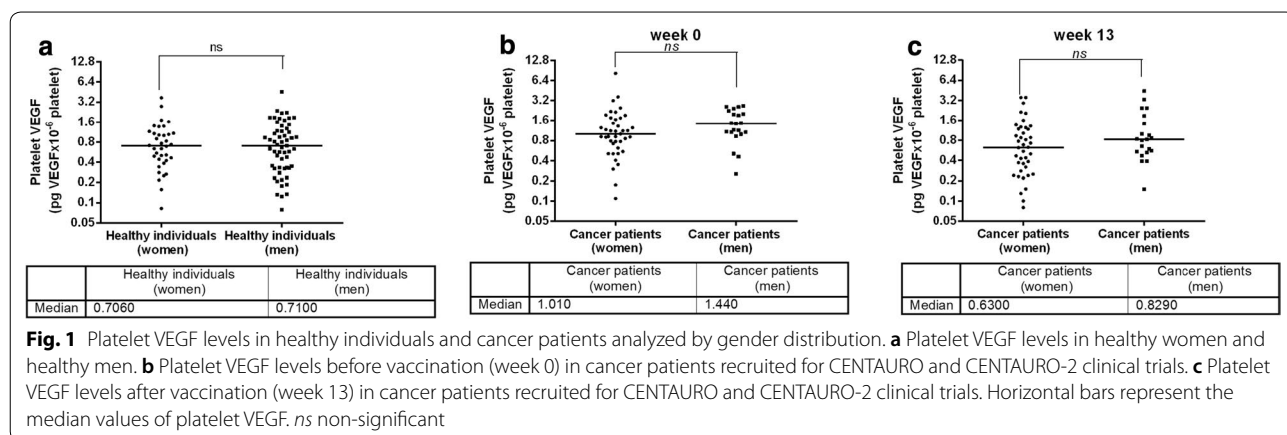 a
ns
Platelet VEGF
(pg VEGFx10⁻⁶ platelet)
12.8
6.4
3.2
1.6
0.8
0.4
0.2
0.1
0.05
Healthy individuals
(women)
Healthy individuals
(men)
Healthy individuals
(women)
Healthy individuals
(men)
Median 0.7060 0.7100
b
week 0
ns
Platelet VEGF
(pg VEGFx10⁻⁶ platelet)
12.8
6.4
3.2
1.6
0.8
0.4
0.2
0.1
0.05
Cancer patients
(women)
Cancer patients
(men)
Cancer patients
(women)
Cancer patients
(men)
Median 1.010 1.440
c
week 13
ns
Platelet VEGF
(pg VEGFx10⁻⁶ platelet)
12.8
6.4
3.2
1.6
0.8
0.4
0.2
0.1
0.05
Cancer patients
(women)
Cancer patients
(men)
Cancer patients
(women)
Cancer patients
(men)
Median 0.6300 0.8290
Fig. 1 Platelet VEGF levels in healthy individuals and cancer patients analyzed by gender distribution. a Platelet VEGF levels in healthy women and
healthy men. b Platelet VEGF levels before vaccination (week 0) in cancer patients recruited for CENTAURO and CENTAURO-2 clinical trials. c Platelet
VEGF levels after vaccination (week 13) in cancer patients recruited for CENTAURO and CENTAURO-2 clinical trials. Horizontal bars represent the
median values of platelet VEGF. ns non-significant